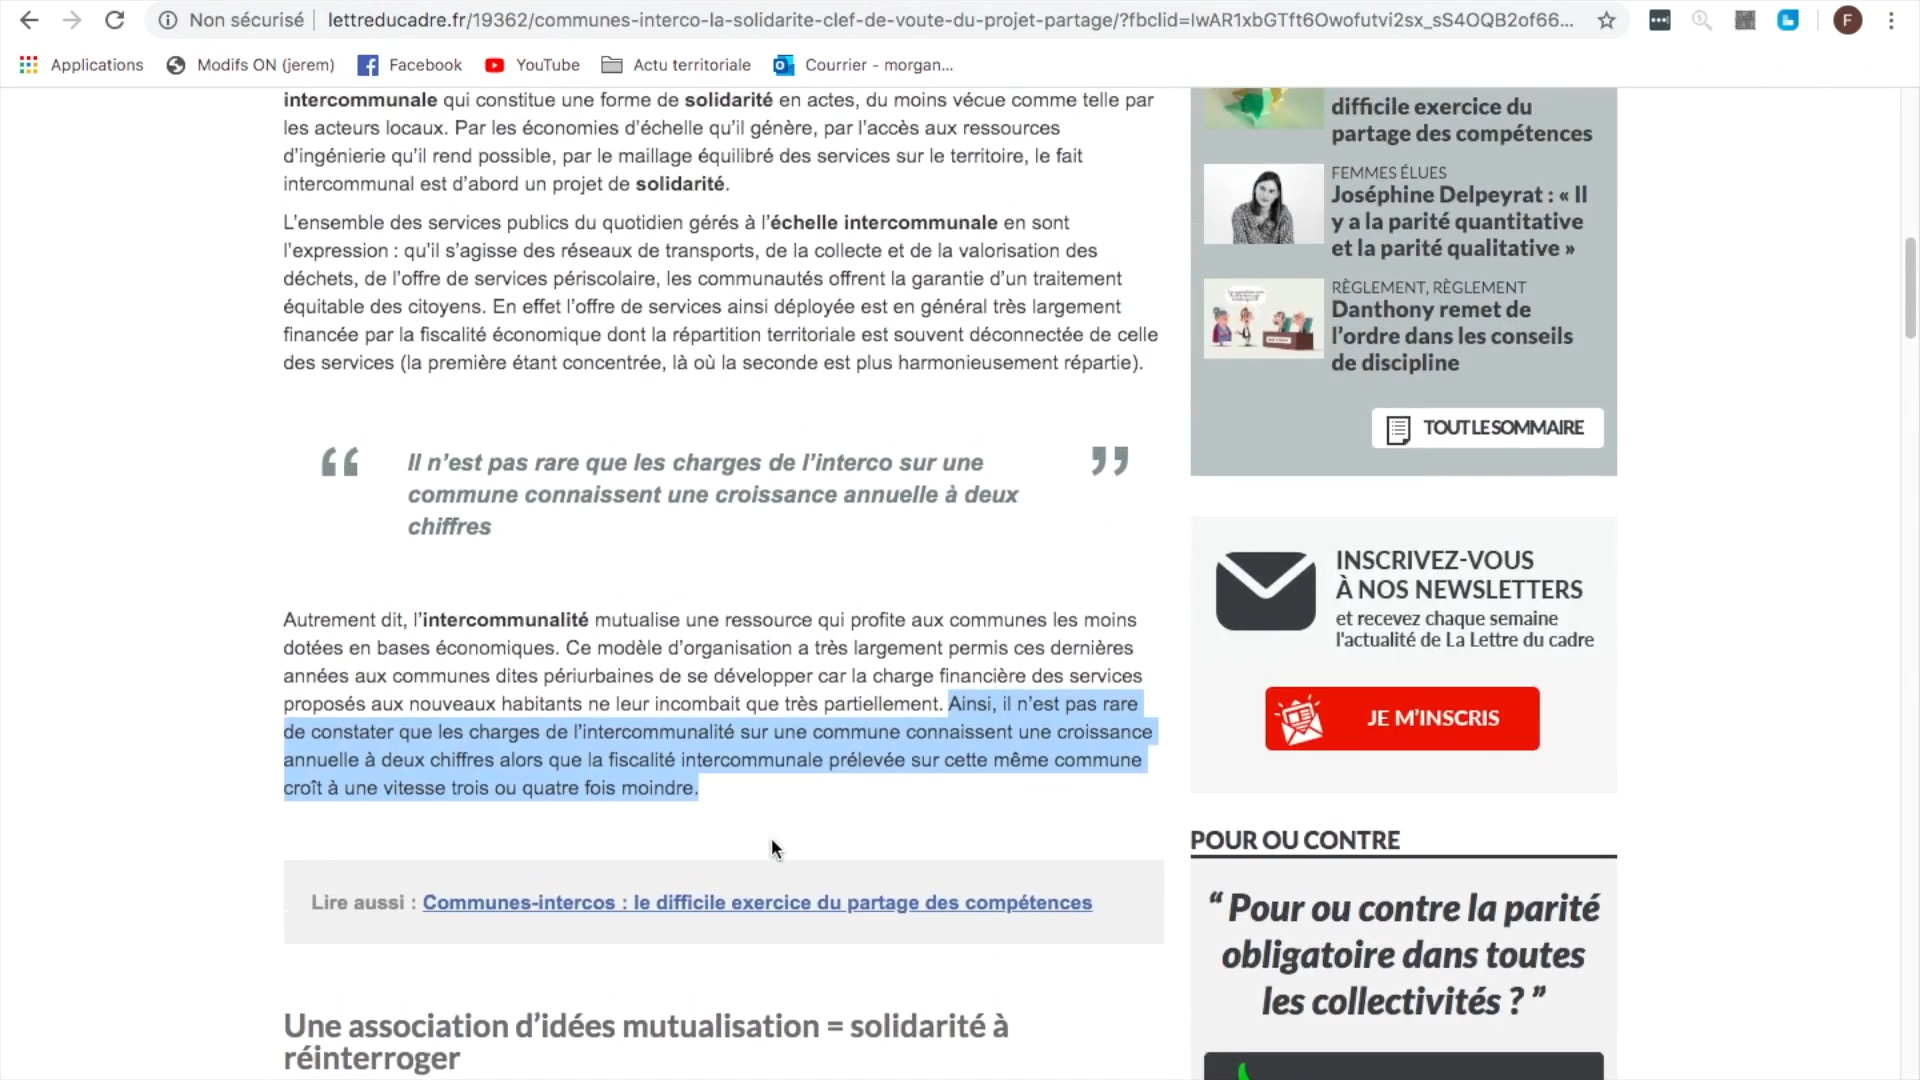 Non sécurisé
lettreducadre.fr/19362/communes-interco-la-solidarite-clef-de-voute-du-projet-partage/?fbclid=IwAR1xbGTft6Owofutvi2sx_sS4OQB2of66...
F
Applications
Modifs ON (jerem)
Facebook
YouTube
Actu territoriale
Courrier - morgan...
intercommunale qui constitue une forme de solidarité en actes, du moins vécue comme telle par
les acteurs locaux. Par les économies d’échelle qu’il génère, par l’accès aux ressources
d’ingénierie qu’il rend possible, par le maillage équilibré des services sur le territoire, le fait
intercommunal est d’abord un projet de solidarité.
L’ensemble des services publics du quotidien gérés à l’échelle intercommunale en sont
l’expression : qu’il s’agisse des réseaux de transports, de la collecte et de la valorisation des
déchets, de l’offre de services périscolaire, les communautés offrent la garantie d’un traitement
équitable des citoyens. En effet l’offre de services ainsi déployée est en général très largement
financée par la fiscalité économique dont la répartition territoriale est souvent déconnectée de celle
des services (la première étant concentrée, là où la seconde est plus harmonieusement répartie).
“ Il n’est pas rare que les charges de l’interco sur une ”
commune connaissent une croissance annuelle à deux
chiffres
Autrement dit, l’intercommunalité mutualise une ressource qui profite aux communes les moins
dotées en bases économiques. Ce modèle d’organisation a très largement permis ces dernières
années aux communes dites périurbaines de se développer car la charge financière des services
proposés aux nouveaux habitants ne leur incombait que très partiellement. Ainsi, il n’est pas rare
de constater que les charges de l’intercommunalité sur une commune connaissent une croissance
annuelle à deux chiffres alors que la fiscalité intercommunale prélevée sur cette même commune
croît à une vitesse trois ou quatre fois moindre.
Lire aussi : Communes-intercos : le difficile exercice du partage des compétences
Une association d’idées mutualisation = solidarité à
réinterroger
difficile exercice du
partage des compétences
FEMMES ÉLUES
Joséphine Delpeyrat : « Il
y a la parité quantitative
et la parité qualitative »
RÈGLEMENT, RÈGLEMENT
Danthony remet de
l’ordre dans les conseils
de discipline
TOUT LE SOMMAIRE
INSCRIVEZ-VOUS
À NOS NEWSLETTERS
et recevez chaque semaine
l'actualité de La Lettre du cadre
JE M’INSCRIS
POUR OU CONTRE
“ Pour ou contre la parité
obligatoire dans toutes
les collectivités ? ”